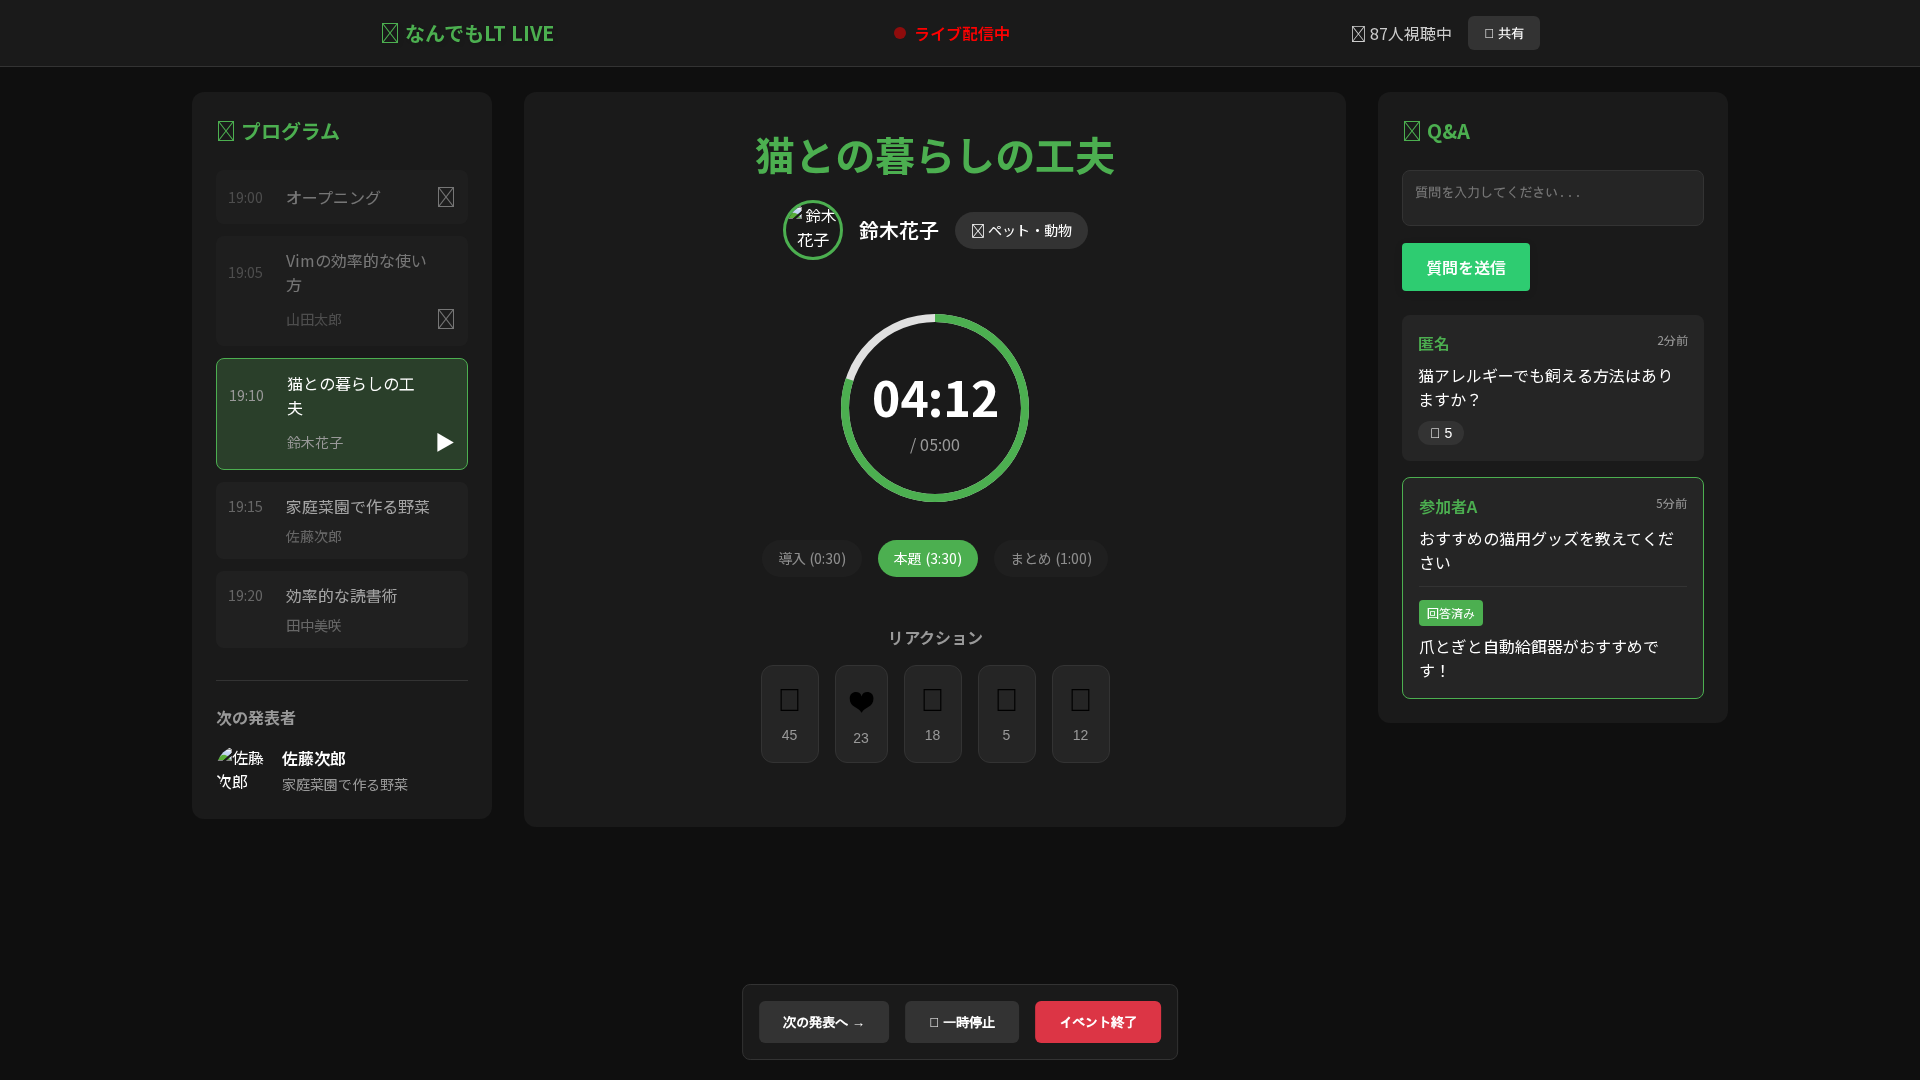 なんでもLT LIVE
ライブ配信中
87人視聴中
共有
プログラム
19:00
オープニング
19:05
Vimの効率的な使い
方
山田太郎
19:10
猫との暮らしの工
夫
鈴木花子
▶
19:15
家庭菜園で作る野菜
佐藤次郎
19:20
効率的な読書術
田中美咲
次の発表者
佐藤
次郎
佐藤次郎
家庭菜園で作る野菜
猫との暮らしの工夫
鈴木
花子
鈴木花子
ペット・動物
04:12
/ 05:00
導入 (0:30)
本題 (3:30)
まとめ (1:00)
リアクション
45
❤
23
18
5
12
Q&A
質問を入力してください...
質問を送信
匿名
2分前
猫アレルギーでも飼える方法はあり
ますか？
5
参加者A
5分前
おすすめの猫用グッズを教えてくだ
さい
回答済み
爪とぎと自動給餌器がおすすめで
す！
次の発表へ →
一時停止
イベント終了